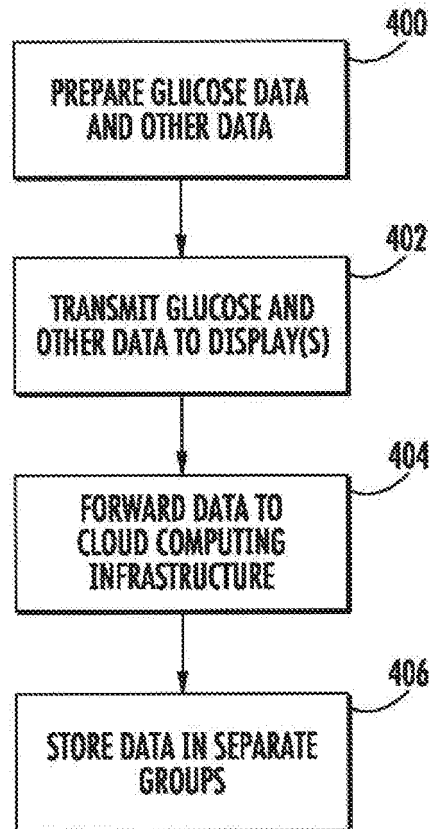 400
PREPARE GLUCOSE DATA
AND OTHER DATA
402
TRANSMIT GLUCOSE AND
OTHER DATA TO DISPLAY(S)
404
FORWARD DATA TO
CLOUD COMPUTING
INFRASTRUCTURE
406
STORE DATA IN SEPARATE
GROUPS